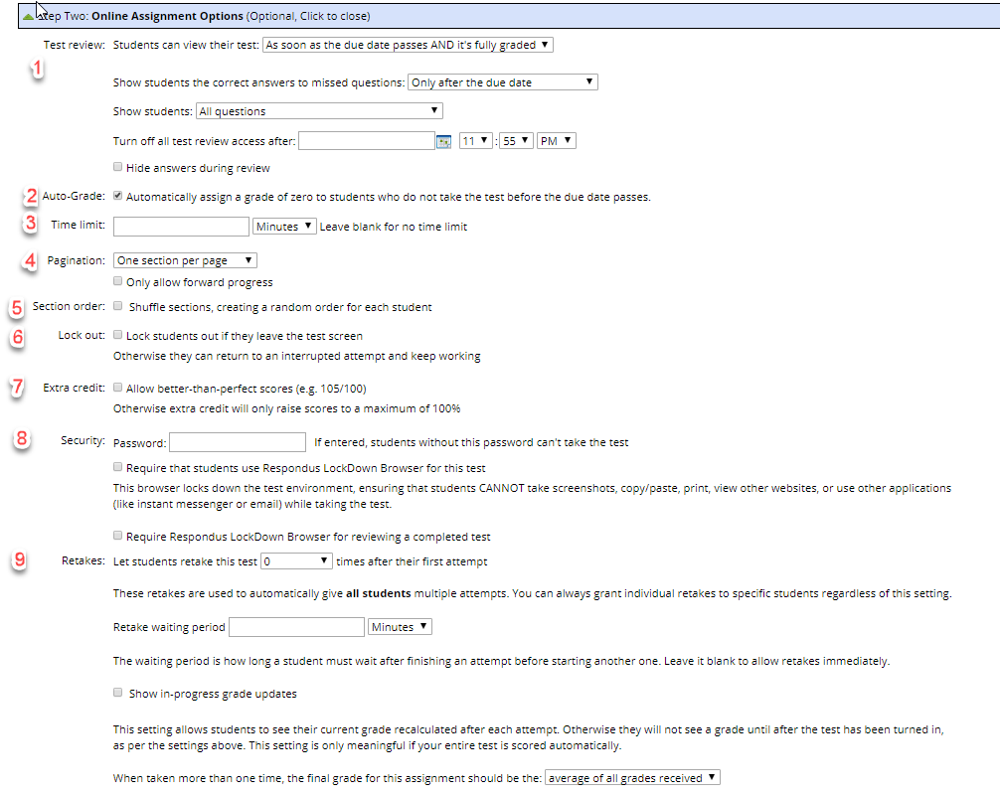 Step Two: Online Assignment Options (Optional, Click to close)
Test review: Students can view their test: As soon as the due date passes AND it's fully graded
1
Show students the correct answers to missed questions: Only after the due date
Show students: All questions
Turn off all test review access after: 11 : 55 PM
Hide answers during review
2 Auto-Grade: Automatically assign a grade of zero to students who do not take the test before the due date passes.
3 Time limit: Minutes Leave blank for no time limit
4 Pagination: One section per page
Only allow forward progress
5 Section order: Shuffle sections, creating a random order for each student
6 Lock out: Lock students out if they leave the test screen
Otherwise they can return to an interrupted attempt and keep working
7 Extra credit: Allow better-than-perfect scores (e.g. 105/100)
Otherwise extra credit will only raise scores to a maximum of 100%
8 Security: Password: If entered, students without this password can't take the test
Require that students use Respondus LockDown Browser for this test
This browser locks down the test environment, ensuring that students CANNOT take screenshots, copy/paste, print, view other websites, or use other applications
(like instant messenger or email) while taking the test.
Require Respondus LockDown Browser for reviewing a completed test
9 Retakes: Let students retake this test 0 times after their first attempt
These retakes are used to automatically give all students multiple attempts. You can always grant individual retakes to specific students regardless of this setting.
Retake waiting period Minutes
The waiting period is how long a student must wait after finishing an attempt before starting another one. Leave it blank to allow retakes immediately.
Show in-progress grade updates
This setting allows students to see their current grade recalculated after each attempt. Otherwise they will not see a grade until after the test has been turned in,
as per the settings above. This setting is only meaningful if your entire test is scored automatically.
When taken more than one time, the final grade for this assignment should be the: average of all grades received